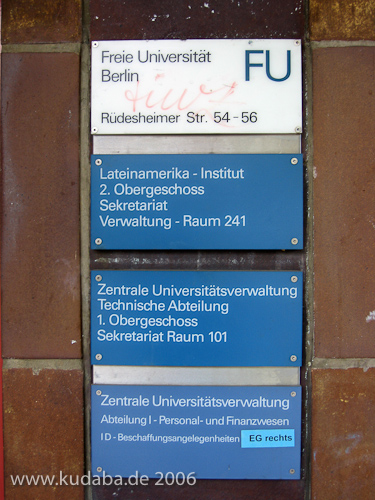 Freie Universität
Berlin
FU
Rüdesheimer Str. 54-56
Lateinamerika - Institut
2. Obergeschoss
Sekretariat
Verwaltung - Raum 241
Zentrale Universitätsverwaltung
Technische Abteilung
1. Obergeschoss
Sekretariat Raum 101
Zentrale Universitätsverwaltung
Abteilung I - Personal- und Finanzwesen
I D - Beschaffungsangelegenheiten EG rechts
www.kudaba.de 2006